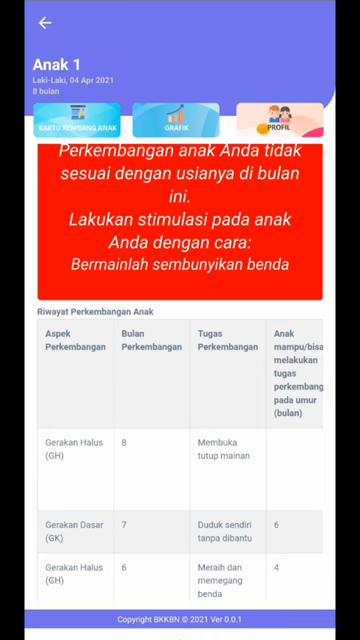 Anak 1
Laki-Laki, 04 Apr 2021
8 bulan
KARTU KEMBANG ANAK
GRAFIK
PROFIL
Perkembangan anak Anda tidak
sesuai dengan usianya di bulan
ini.
Lakukan stimulasi pada anak
Anda dengan cara:
Bermainlah sembunyikan benda
Riwayat Perkembangan Anak
Aspek
Perkembangan
Bulan
Perkembangan
Tugas
Perkembangan
Anak
mampu/bisa
melakukan
tugas
perkembang
pada umur
(bulan)
Gerakan Halus
(GH)
8
Membuka
tutup mainan
Gerakan Dasar
(GK)
7
Duduk sendiri
tanpa dibantu
6
Gerakan Halus
(GH)
6
Meraih dan
memegang
benda
4
Copyright BKKBN © 2021 Ver 0.0.1